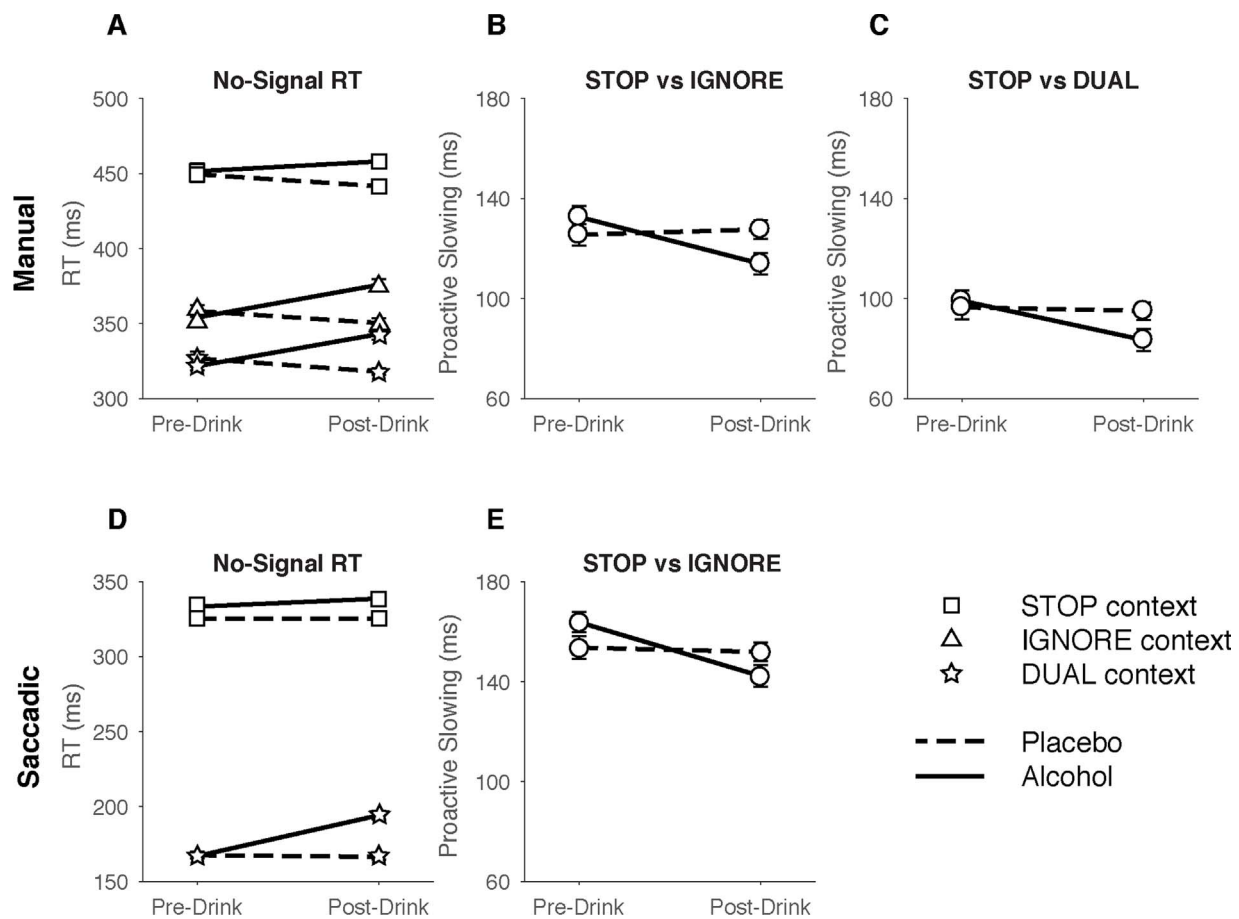 A
B
C
No-Signal RT
STOP vs IGNORE
STOP vs DUAL
Manual
RT (ms)
500
450
400
350
300
Pre-Drink
Post-Drink
Proactive Slowing (ms)
180
140
100
60
Pre-Drink
Post-Drink
Proactive Slowing (ms)
180
140
100
60
Pre-Drink
Post-Drink
D
E
No-Signal RT
STOP vs IGNORE
Saccadic
RT (ms)
350
300
250
200
150
Pre-Drink
Post-Drink
Proactive Slowing (ms)
180
140
100
60
Pre-Drink
Post-Drink
STOP context
IGNORE context
DUAL context
Placebo
Alcohol